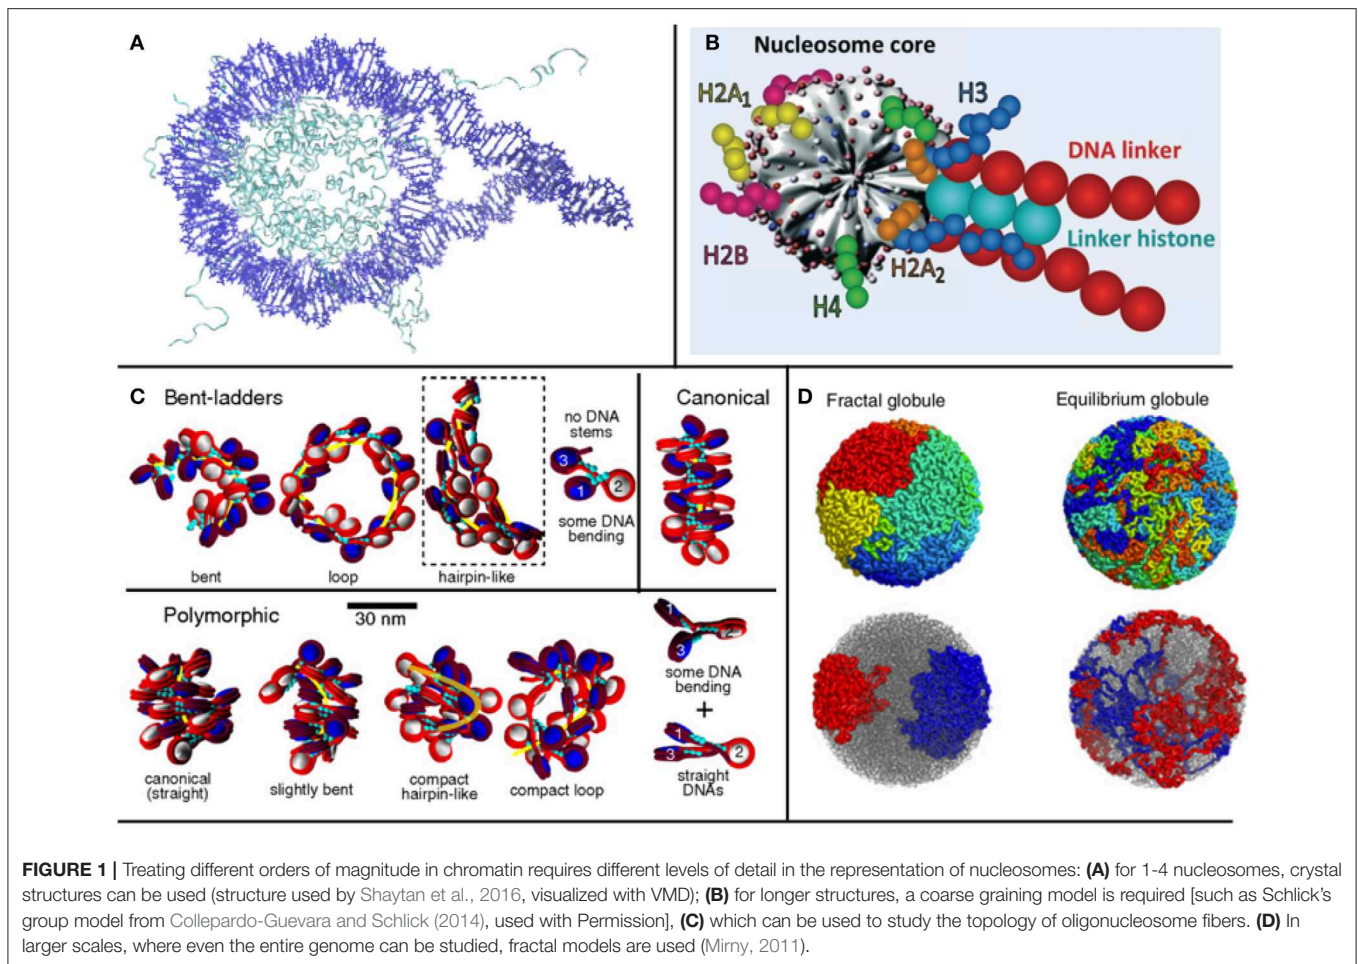 A
B
Nucleosome core
H2A1
H3
DNA linker
Linker histone
H2B
H2A2
H4
C
Bent-ladders
bent
loop
hairpin-like
no DNA
stems
3
1
2
some DNA
bending
Canonical
Polymorphic
30 nm
canonical
(straight)
slightly bent
compact
hairpin-like
compact loop
1
2
3
some DNA
bending
+
1
3
2
straight
DNAs
D
Fractal globule
Equilibrium globule
FIGURE 1 | Treating different orders of magnitude in chromatin requires different levels of detail in the representation of nucleosomes: (A) for 1-4 nucleosomes, crystal
structures can be used (structure used by Shaytan et al., 2016, visualized with VMD); (B) for longer structures, a coarse graining model is required [such as Schlick's
group model from Collepardo-Guevara and Schlick (2014), used with Permission], (C) which can be used to study the topology of oligonucleosome fibers. (D) In
larger scales, where even the entire genome can be studied, fractal models are used (Mirny, 2011).